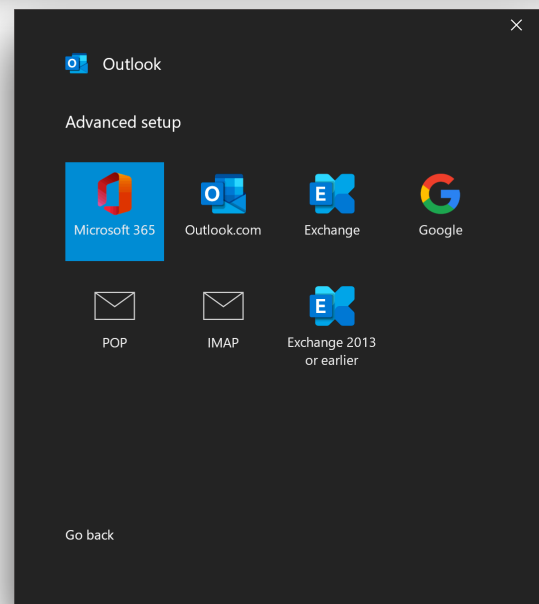 Outlook
Advanced setup
Microsoft 365
Outlook.com
Exchange
Google
POP
IMAP
Exchange 2013
or earlier
Go back